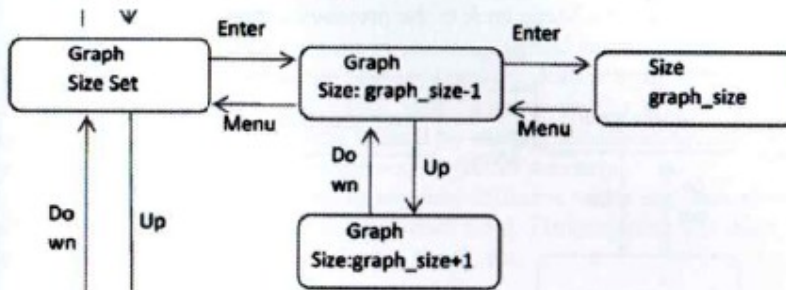 Up
Enter
Enter
Graph
Size Set
Graph
Size: graph_size-1
Size
graph_size
Menu
Menu
Do
wn
Up
Do
wn
Up
Graph
Size:graph_size+1